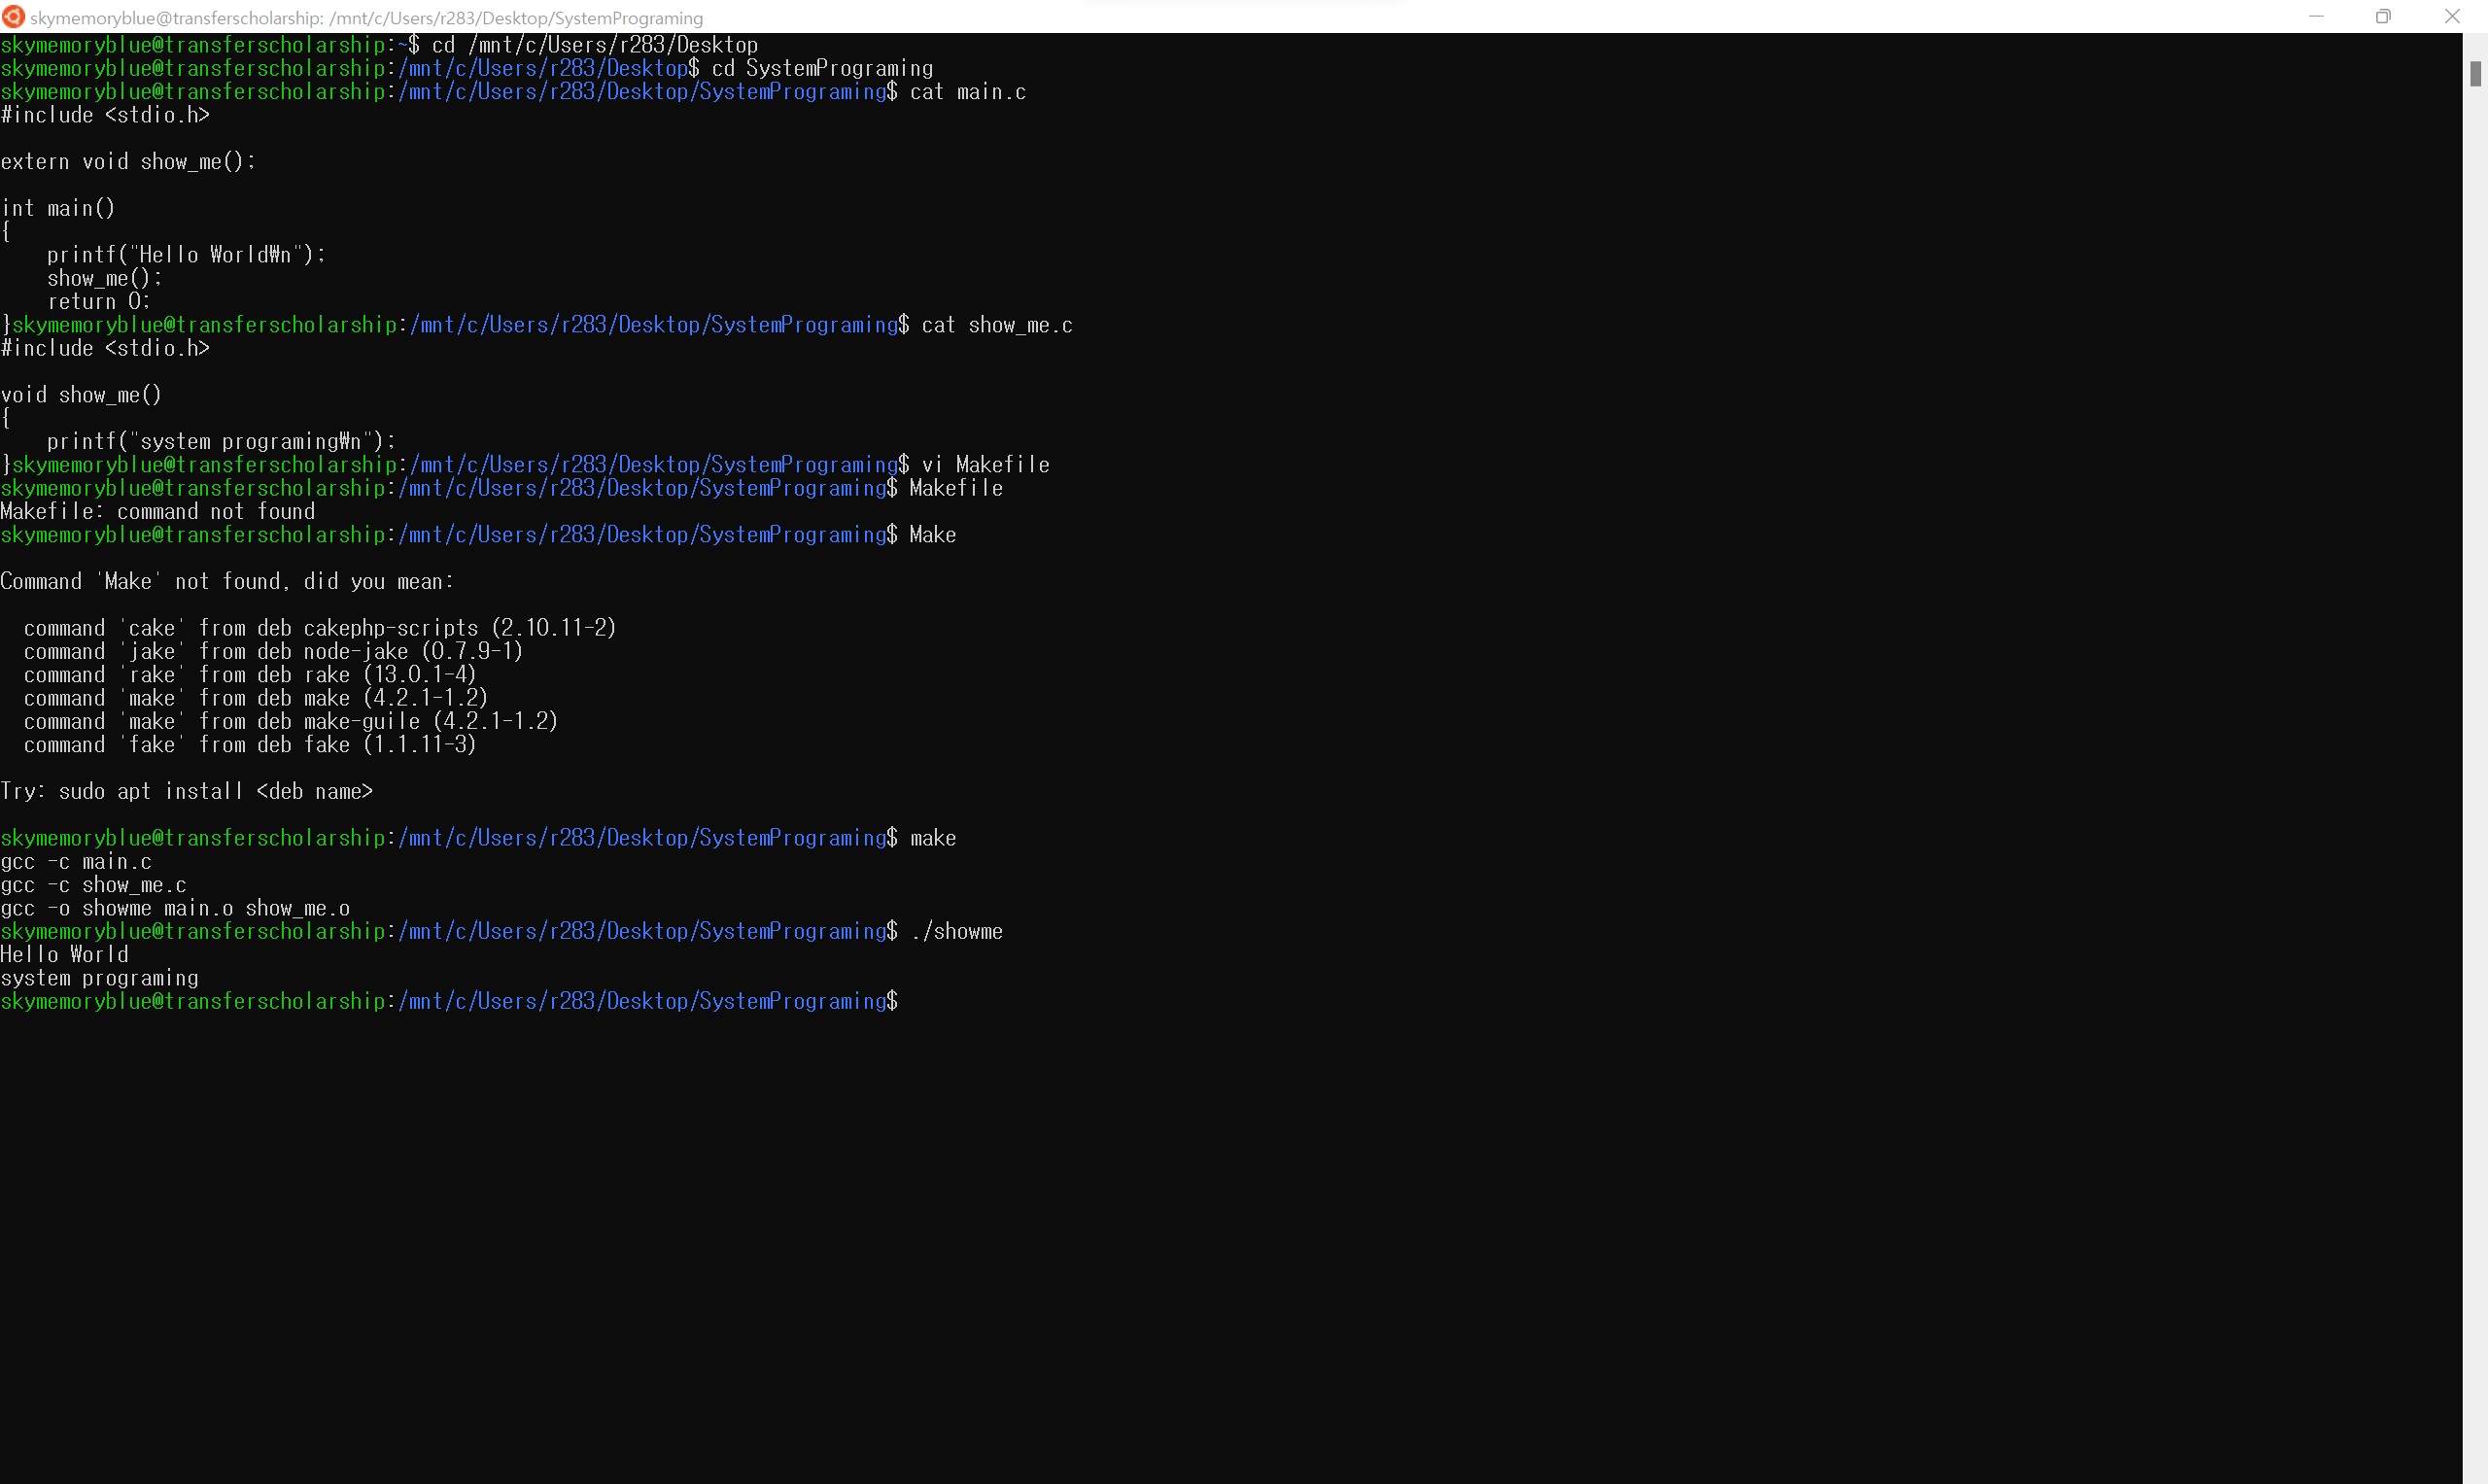 skymemoryblue@transferscholarship: /mnt/c/Users/r283/Desktop/SystemPrograming
skymemoryblue@transferscholarship:~$ cd /mnt/c/Users/r283/Desktop
skymemoryblue@transferscholarship:/mnt/c/Users/r283/Desktop$ cd SystemPrograming
skymemoryblue@transferscholarship:/mnt/c/Users/r283/Desktop/SystemPrograming$ cat main.c
#include <stdio.h>
extern void show_me();
int main()
{
    printf("Hello World₩n");
    show_me();
    return 0;
}skymemoryblue@transferscholarship:/mnt/c/Users/r283/Desktop/SystemPrograming$ cat show_me.c
#include <stdio.h>
void show_me()
{
    printf("system programing₩n");
}skymemoryblue@transferscholarship:/mnt/c/Users/r283/Desktop/SystemPrograming$ vi Makefile
skymemoryblue@transferscholarship:/mnt/c/Users/r283/Desktop/SystemPrograming$ Makefile
Makefile: command not found
skymemoryblue@transferscholarship:/mnt/c/Users/r283/Desktop/SystemPrograming$ Make
Command 'Make' not found, did you mean:
  command 'cake' from deb cakephp-scripts (2.10.11-2)
  command 'jake' from deb node-jake (0.7.9-1)
  command 'rake' from deb rake (13.0.1-4)
  command 'make' from deb make (4.2.1-1.2)
  command 'make' from deb make-guile (4.2.1-1.2)
  command 'fake' from deb fake (1.1.11-3)
Try: sudo apt install <deb name>
skymemoryblue@transferscholarship:/mnt/c/Users/r283/Desktop/SystemPrograming$ make
gcc -c main.c
gcc -c show_me.c
gcc -o showme main.o show_me.o
skymemoryblue@transferscholarship:/mnt/c/Users/r283/Desktop/SystemPrograming$ ./showme
Hello World
system programing
skymemoryblue@transferscholarship:/mnt/c/Users/r283/Desktop/SystemPrograming$